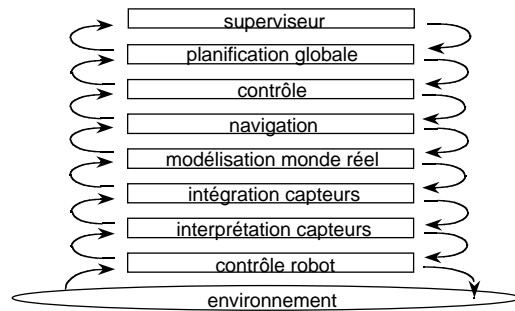 superviseur
planification globale
contrôle
navigation
modélisation monde réel
intégration capteurs
interprétation capteurs
contrôle robot
environnement